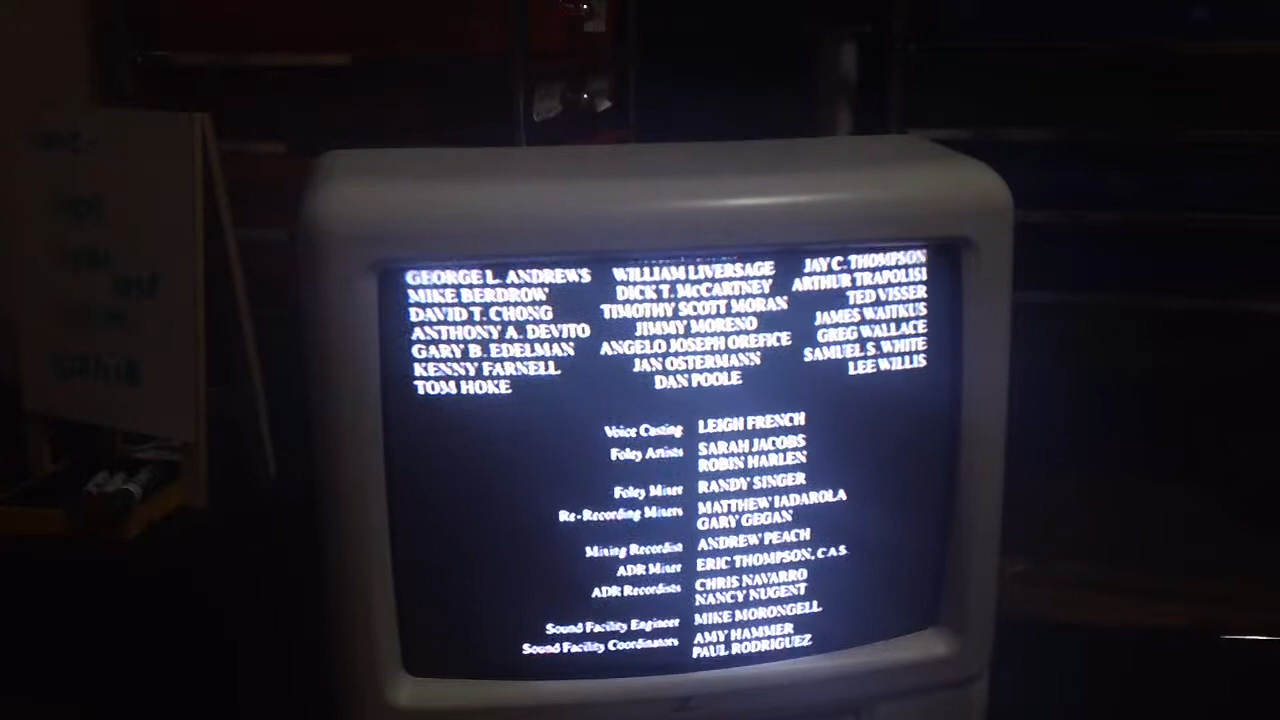 GEORGE L. ANDREWS WILLIAM LIVERSAGE JAY C. THOMPSON
MIKE BERDROW DICK T. McCARTNEY ARTHUR TRAPOLISI
DAVID T. CHONG TIMOTHY SCOTT MORAN TED VISSER
ANTHONY A. DEVITO JIMMY MORENO JAMES WAITKUS
GARY B. EDELMAN ANGELO JOSEPH OREFICE GREG WALLACE
KENNY FARNELL JAN OSTERMANN SAMUEL S. WHITE
TOM HOKE DAN POOLE LEE WILLIS
Voice Casting LEIGH FRENCH
Foley Artists SARAH JACOBS
ROBIN HARLEN
Foley Mixer RANDY SINGER
Re-Recording Mixers MATTHEW IADAROLA
GARY GEGAN
Mixing Recordist ANDREW PEACH
ADR Mixer ERIC THOMPSON, C.A.S.
ADR Recordists CHRIS NAVARRO
NANCY NUGENT
Sound Facility Engineer MIKE MORONGELL
Sound Facility Coordinators AMY HAMMER
PAUL RODRIGUEZ